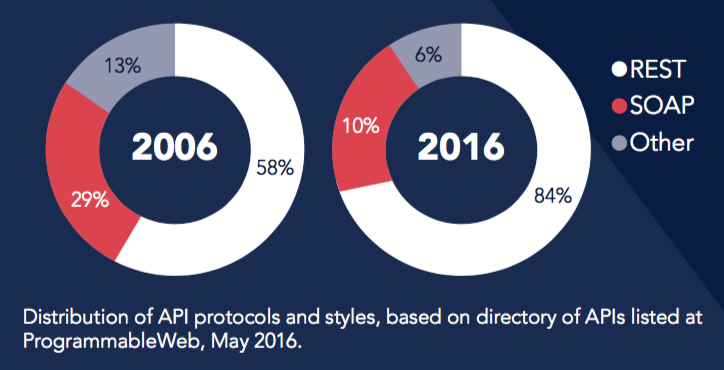 13%
2006
58%
29%
6%
10%
2016
84%
REST
SOAP
Other
Distribution of API protocols and styles, based on directory of APIs listed at
ProgrammableWeb, May 2016.